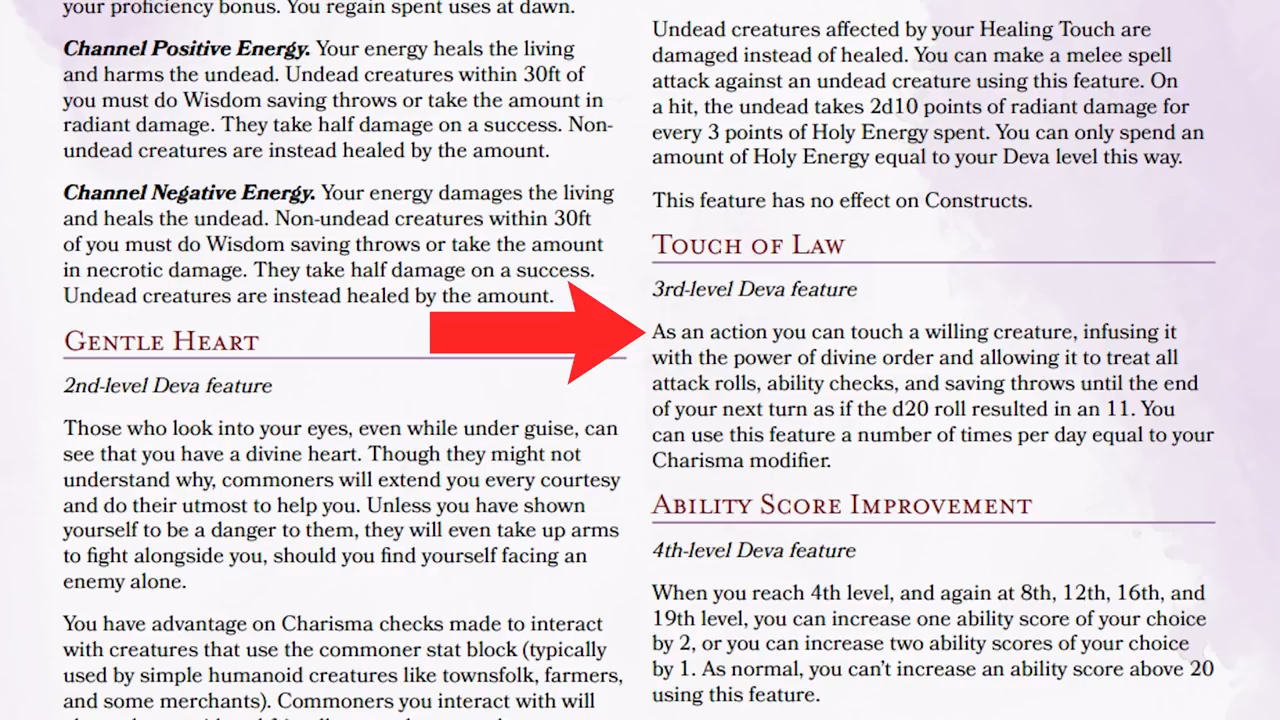 your proficiency bonus. You regain spent uses at dawn.
Channel Positive Energy. Your energy heals the living
and harms the undead. Undead creatures within 30ft of
you must do Wisdom saving throws or take the amount in
radiant damage. They take half damage on a success. Non-
undead creatures are instead healed by the amount.
Channel Negative Energy. Your energy damages the living
and heals the undead. Non-undead creatures within 30ft
of you must do Wisdom saving throws or take the amount
in necrotic damage. They take half damage on a success.
Undead creatures are instead healed by the amount.
Gentle Heart
2nd-level Deva feature
Those who look into your eyes, even while under guise, can
see that you have a divine heart. Though they might not
understand why, commoners will extend you every courtesy
and do their utmost to help you. Unless you have shown
yourself to be a danger to them, they will even take up arms
to fight alongside you, should you find yourself facing an
enemy alone.
You have advantage on Charisma checks made to interact
with creatures that use the commoner stat block (typically
used by simple humanoid creatures like townsfolk, farmers,
and some merchants). Commoners you interact with will
Undead creatures affected by your Healing Touch are
damaged instead of healed. You can make a melee spell
attack against an undead creature using this feature. On
a hit, the undead takes 2d10 points of radiant damage for
every 3 points of Holy Energy spent. You can only spend an
amount of Holy Energy equal to your Deva level this way.
This feature has no effect on Constructs.
Touch of Law
3rd-level Deva feature
As an action you can touch a willing creature, infusing it
with the power of divine order and allowing it to treat all
attack rolls, ability checks, and saving throws until the end
of your next turn as if the d20 roll resulted in an 11. You
can use this feature a number of times per day equal to your
Charisma modifier.
Ability Score Improvement
4th-level Deva feature
When you reach 4th level, and again at 8th, 12th, 16th, and
19th level, you can increase one ability score of your choice
by 2, or you can increase two ability scores of your choice
by 1. As normal, you can't increase an ability score above 20
using this feature.